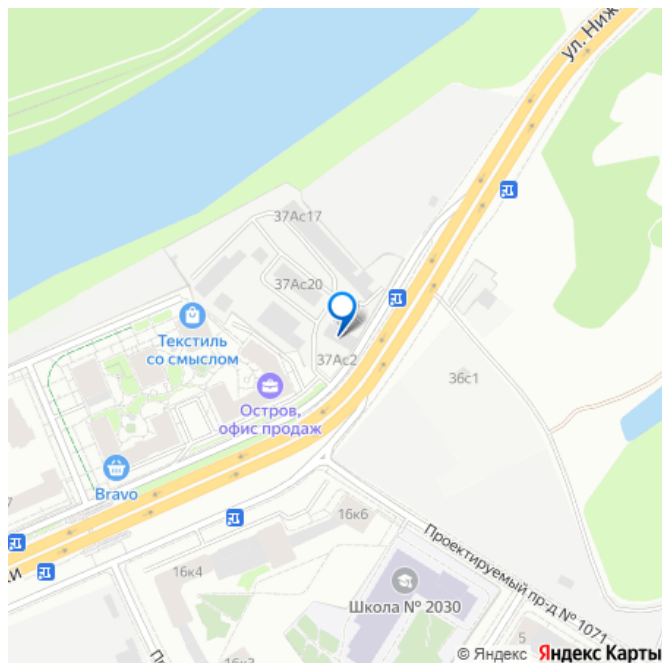 ул. Ниж
37Ас17
37Ас20
Текстиль
со смыслом
37Ас2
36с1
Остров,
офис продаж
Bravo
16к6
16к4
Проектируемый пр-д № 1071
Школа № 2030
5
© Яндекс Яндекс Карты